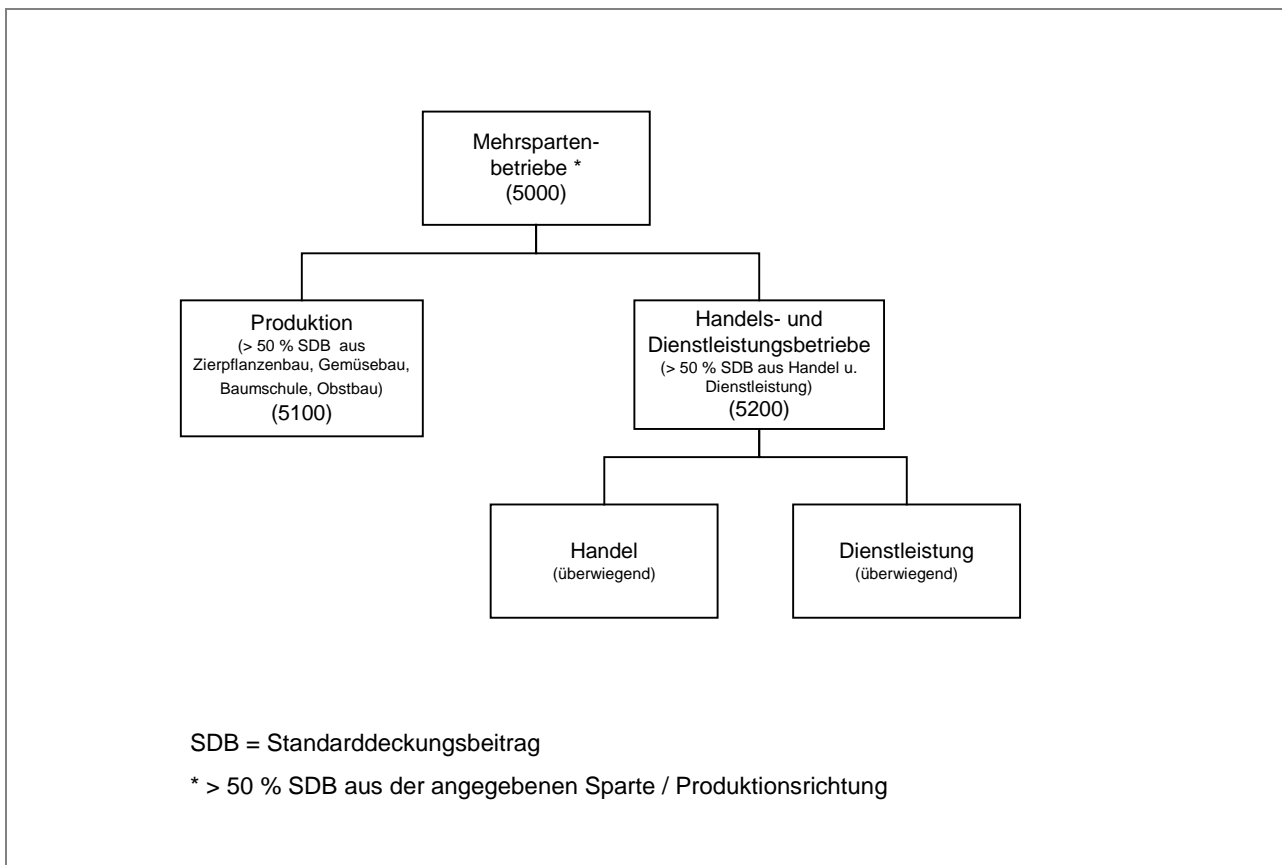 Mehrsparten-
betriebe *
(5000)
Produktion
(> 50 % SDB aus
Zierpflanzenbau, Gemüsebau,
Baumschule, Obstbau)
(5100)
Handels- und
Dienstleistungsbetriebe
(> 50 % SDB aus Handel u.
Dienstleistung)
(5200)
Handel
(überwiegend)
Dienstleistung
(überwiegend)
SDB = Standarddeckungsbeitrag
* > 50 % SDB aus der angegebenen Sparte / Produktionsrichtung